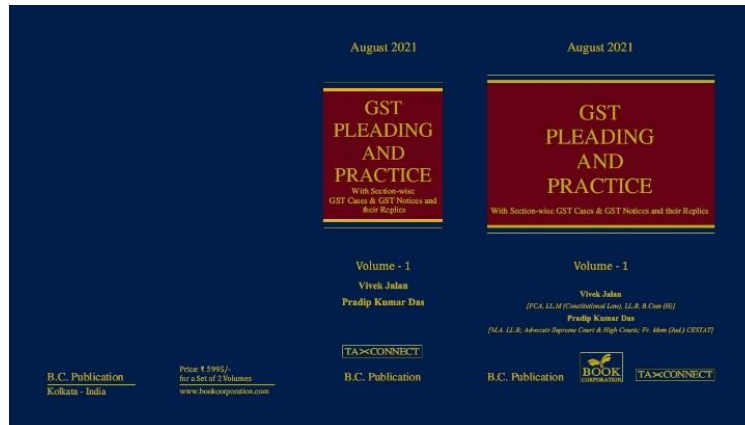 B.C. Publication
Kolkata - India
Price: ₹ 5995/-
for a Set of 2 Volumes
www.bookcorporation.com
August 2021
GST
PLEADING
AND
PRACTICE
With Section-wise
GST Cases & GST Notices and
their Replies
Volume - 1
Vivek Jalan
Pradip Kumar Das
TAXCONNECT
B.C. Publication
August 2021
GST
PLEADING
AND
PRACTICE
With Section-wise GST Cases & GST Notices and their Replies
Volume - 1
Vivek Jalan
[FCA, LL.M (Constitutional Law), LL.B, B.Com (H)]
Pradip Kumar Das
[M.A. LL.B; Advocate Supreme Court & High Courts; Fr. Mem (Jud.) CESTAT]
B.C. Publication
BOOK
CORPORATION
TAXCONNECT